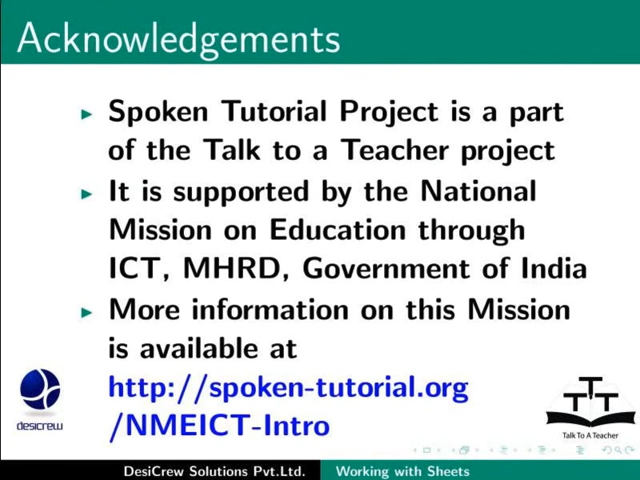 Acknowledgements
Spoken Tutorial Project is a part
of the Talk to a Teacher project
It is supported by the National
Mission on Education through
ICT, MHRD, Government of India
More information on this Mission
is available at
http://spoken-tutorial.org
/NMEICT-Intro
desicrew
T T T
Talk To A Teacher
DesiCrew Solutions Pvt.Ltd. Working with Sheets